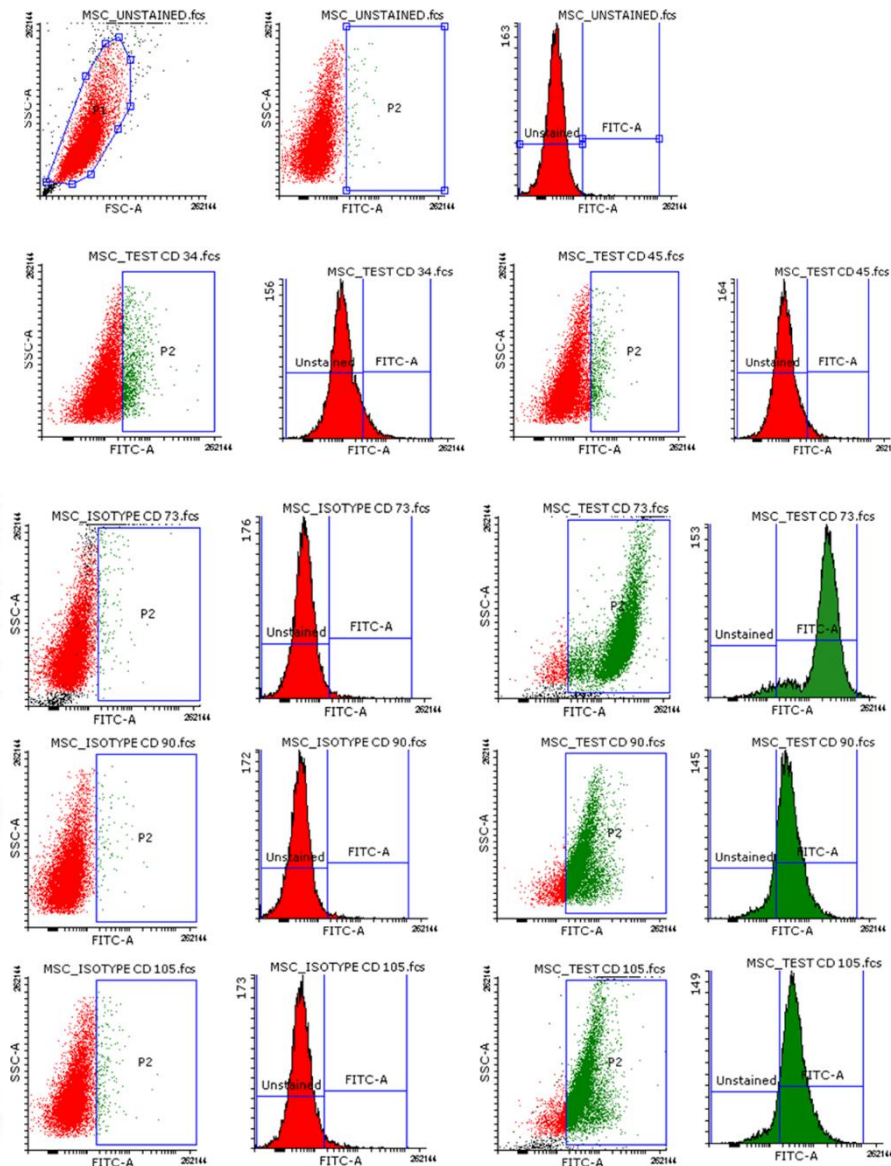 MSC_UNSTAINED.fcs
262144
SSC-A
P1
FSC-A
262144
MSC_UNSTAINED.fcs
262144
SSC-A
P2
FITC-A
262144
MSC_UNSTAINED.fcs
163
Unstained
FITC-A
FITC-A
262144
MSC_TEST CD 34.fcs
262144
SSC-A
P2
FITC-A
262144
MSC_TEST CD 34.fcs
156
Unstained
FITC-A
FITC-A
262144
MSC_TEST CD 45.fcs
262144
SSC-A
P2
FITC-A
262144
MSC_TEST CD 45.fcs
164
Unstained
FITC-A
FITC-A
MSC_ISOTYPE CD 73.fcs
262144
SSC-A
P2
FITC-A
262144
MSC_ISOTYPE CD 73.fcs
176
Unstained
FITC-A
FITC-A
262144
MSC_TEST CD 73.fcs
262144
SSC-A
P2
FITC-A
262144
MSC_TEST CD 73.fcs
153
Unstained
FITC-A
FITC-A
262144
MSC_ISOTYPE CD 90.fcs
262144
SSC-A
P2
FITC-A
262144
MSC_ISOTYPE CD 90.fcs
172
Unstained
FITC-A
FITC-A
262144
MSC_TEST CD 90.fcs
262144
SSC-A
P2
FITC-A
262144
MSC_TEST CD 90.fcs
145
Unstained
FITC-A
FITC-A
262144
MSC_ISOTYPE CD 105.fcs
262144
SSC-A
P2
FITC-A
262144
MSC_ISOTYPE CD 105.fcs
173
Unstained
FITC-A
FITC-A
262144
MSC_TEST CD 105.fcs
262144
SSC-A
P2
FITC-A
262144
MSC_TEST CD 105.fcs
149
Unstained
FITC-A
FITC-A
262144